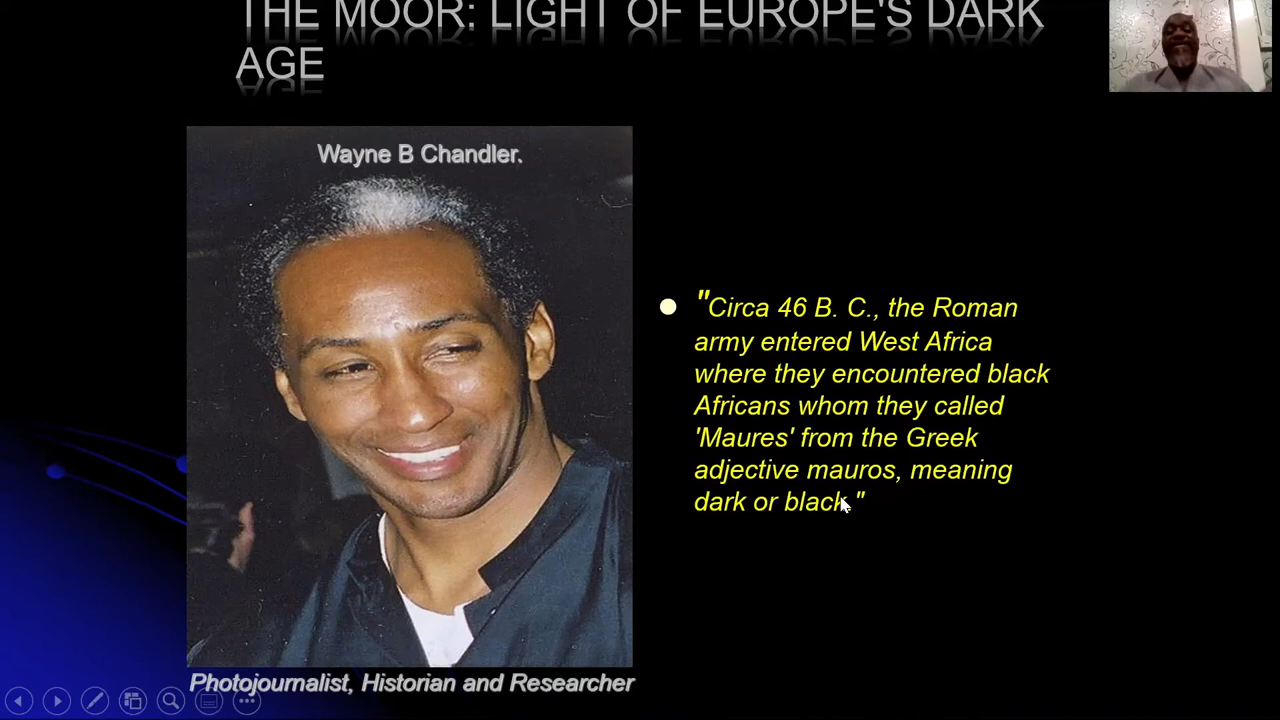 THE MOOR: LIGHT OF EUROPE'S DARK
AGE
Wayne B Chandler.
"Circa 46 B. C., the Roman
army entered West Africa
where they encountered black
Africans whom they called
'Maures' from the Greek
adjective mauros, meaning
dark or black."
Photojournalist, Historian and Researcher